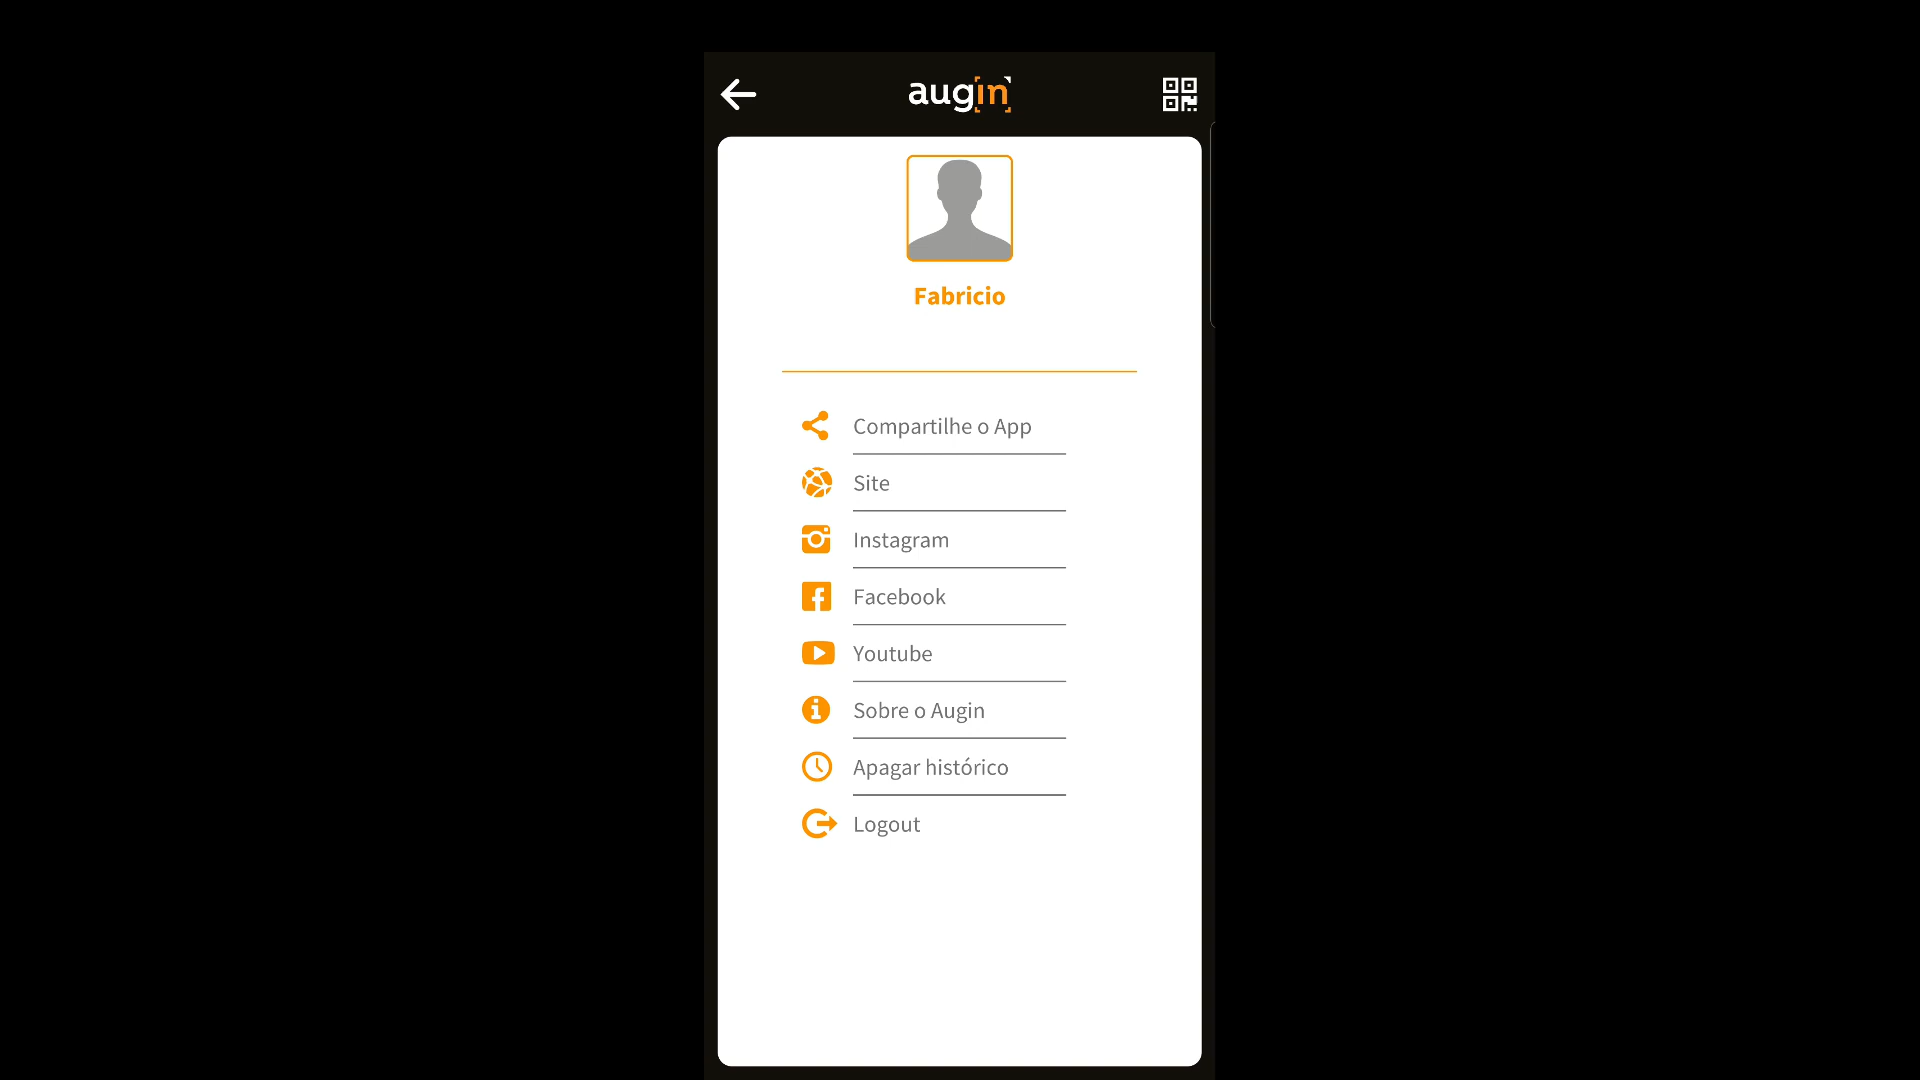 augin
Fabricio
Compartilhe o App
Site
Instagram
Facebook
Youtube
Sobre o Augin
Apagar histórico
Logout